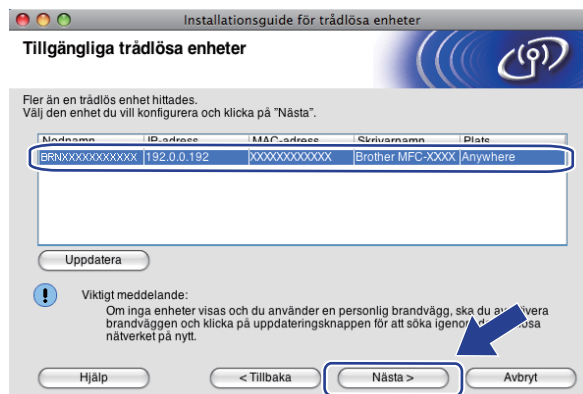 Installationsguide för trådlösa enheter
Tillgängliga trådlösa enheter
Fler än en trådlös enhet hittades.
Välj den enhet du vill konfigurera och klicka på ”Nästa”.
Nodnamn IP-adress MAC-adress Skrivarnamn Plats
BRNXXXXXXXXXXX 192.0.0.192 XXXXXXXXXXXX Brother MFC-XXXX Anywhere
Uppdatera
Viktigt meddelande:
Om inga enheter visas och du använder en personlig brandvägg, ska du
brandväggen och klicka på uppdateringsknappen för att söka
nätverket på nytt.
Hjälp < Tillbaka Nästa > Avbryt